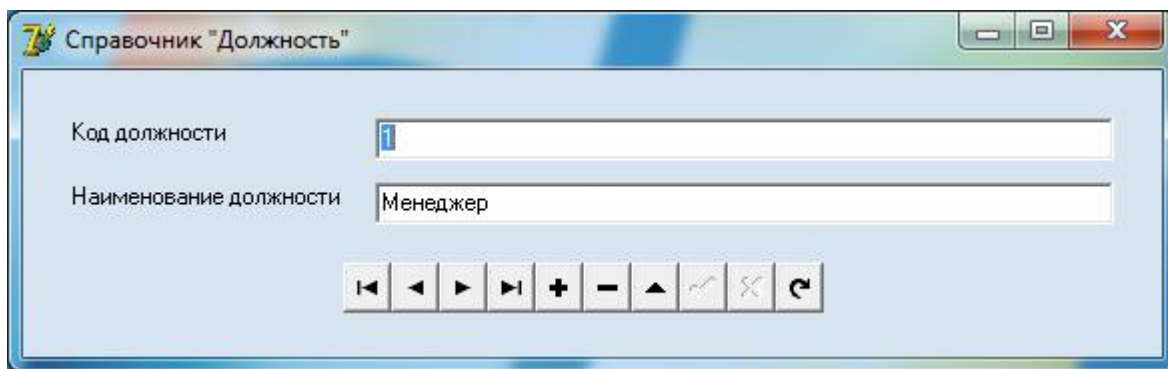 Справочник "Должность"
Код должности
1
Наименование должности
Менеджер